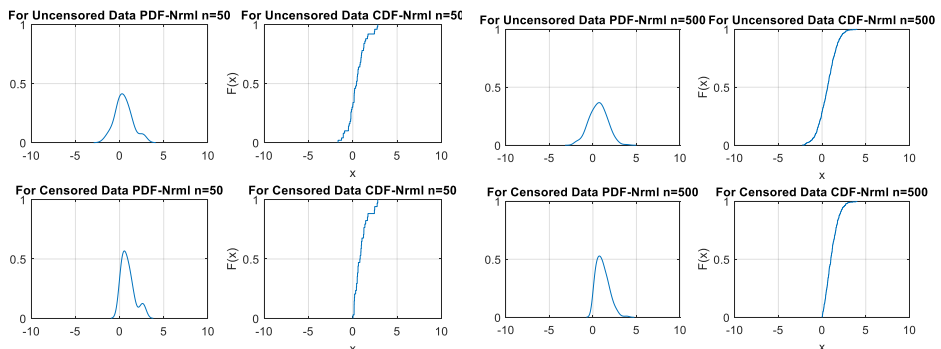 For Uncensored Data PDF-Nrml n=50
For Uncensored Data CDF-Nrml n=50
For Uncensored Data PDF-Nrml n=500
For Uncensored Data CDF-Nrml n=500
1
0.5
0
-10 -5 0 5 10
F(x)
1
0.5
0
-10 -5 0 5 10
x
1
0.5
0
-10 -5 0 5 10
F(x)
1
0.5
0
-10 -5 0 5 10
x
For Censored Data PDF-Nrml n=50
For Censored Data CDF-Nrml n=50
For Censored Data PDF-Nrml n=500
For Censored Data CDF-Nrml n=500
1
0.5
0
-10 -5 0 5 10
F(x)
1
0.5
0
-10 -5 0 5 10
x
1
0.5
0
-10 -5 0 5 10
F(x)
1
0.5
0
-10 -5 0 5 10
x